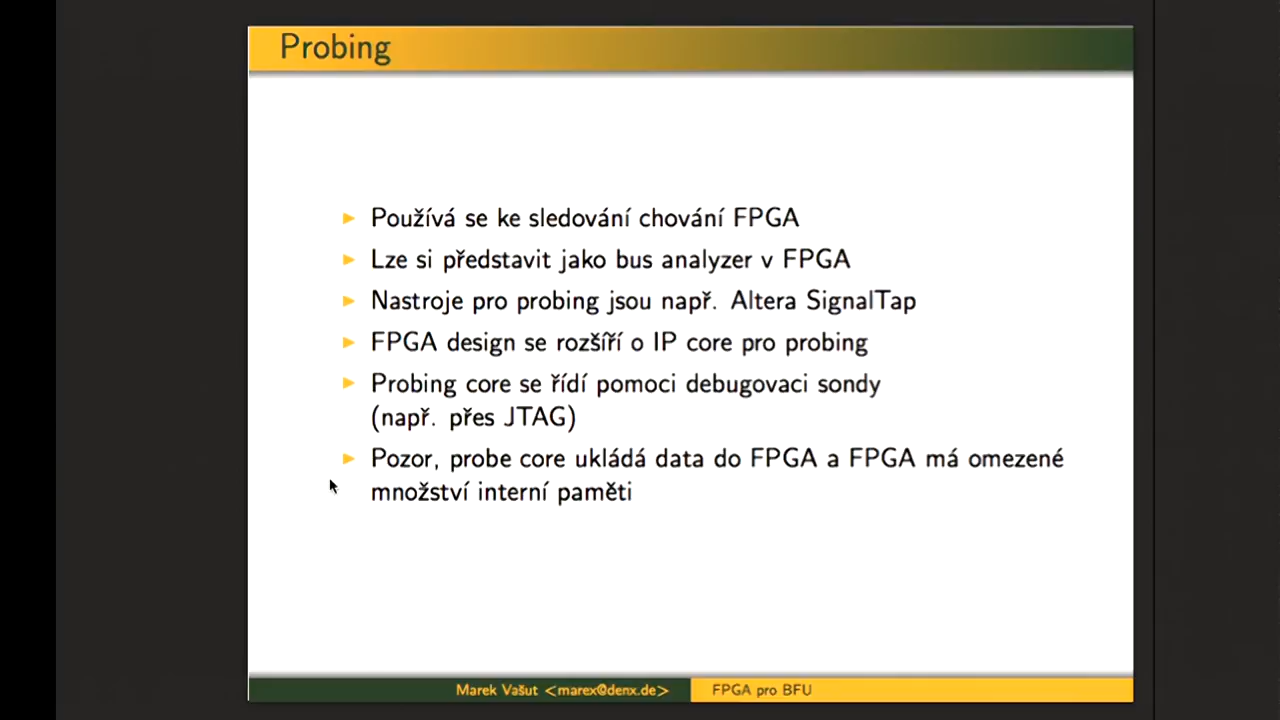 Probing
Používá se ke sledování chování FPGA
Lze si představit jako bus analyzer v FPGA
Nastroje pro probing jsou např. Altera SignalTap
FPGA design se rozšíří o IP core pro probing
Probing core se řídí pomoci debugovaci sondy
(např. přes JTAG)
Pozor, probe core ukládá data do FPGA a FPGA má omezené
množství interní paměti
Marek Vašut <marex@denx.de>
FPGA pro BFU